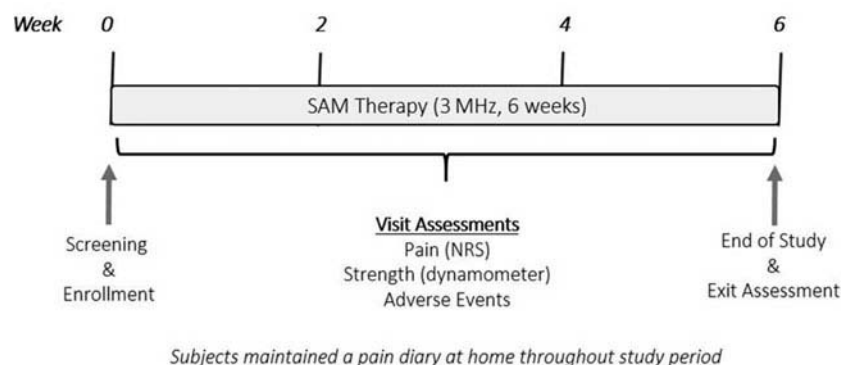 Week 0 2 4 6
SAM Therapy (3 MHz, 6 weeks)
Visit Assessments
Pain (NRS)
Strength (dynamometer)
Adverse Events
Screening
&
Enrollment
End of Study
&
Exit Assessment
Subjects maintained a pain diary at home throughout study period